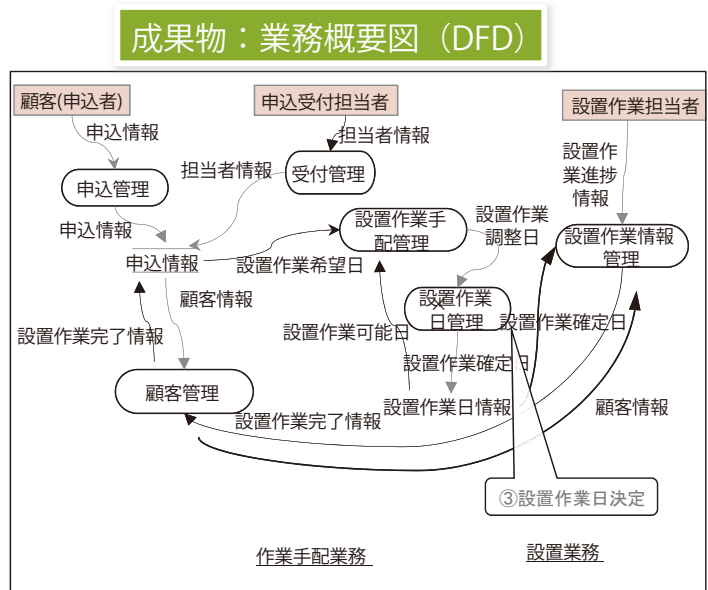 成果物：業務概要図（DFD）
顧客(申込者)
申込受付担当者
設置作業担当者
申込情報
担当者情報
担当者情報
設置作
業進捗
情報
申込管理
受付管理
申込情報
設置作業手
配管理
設置作業
調整日
設置作業情報
管理
申込情報
設置作業希望日
顧客情報
設置作業
日管理
設置作業完了情報
設置作業可能日
設置作業確定日
設置作業確定日
顧客管理
設置作業日情報
顧客情報
設置作業完了情報
③設置作業日決定
作業手配業務
設置業務